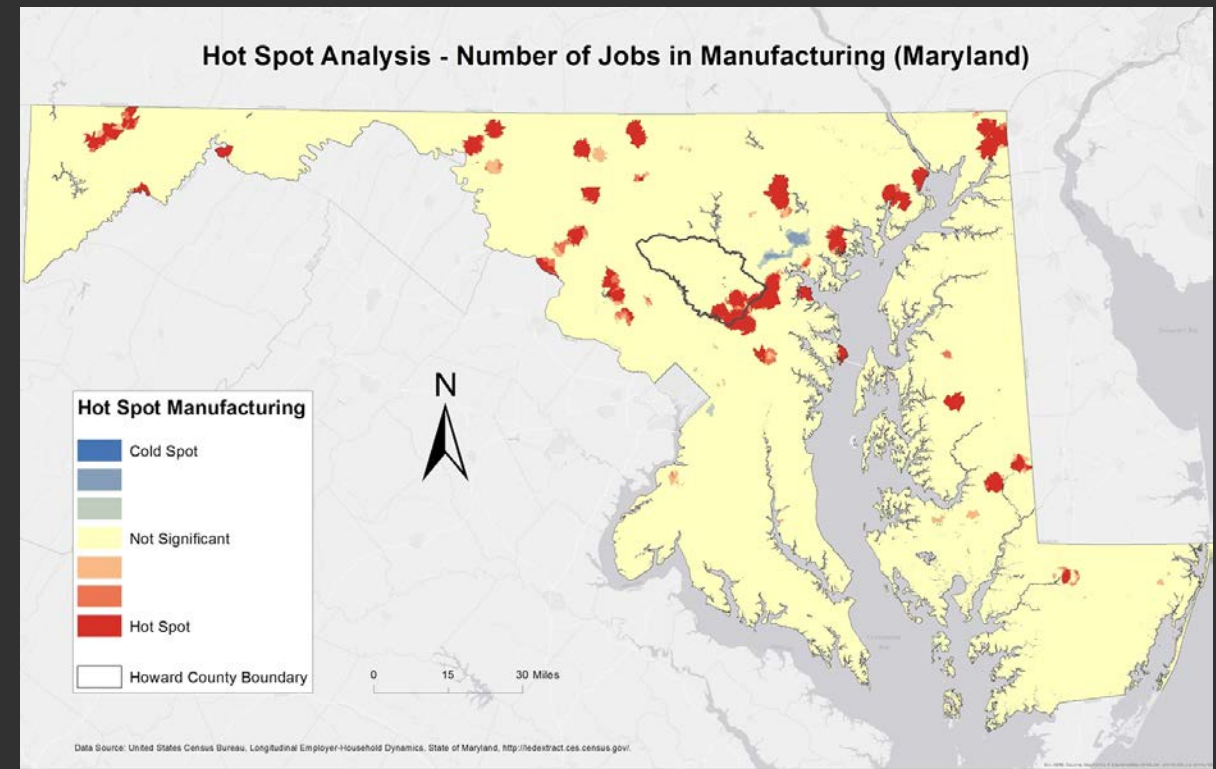 Hot Spot Analysis - Number of Jobs in Manufacturing (Maryland)
N
Hot Spot Manufacturing
Cold Spot
Not Significant
Hot Spot
Howard County Boundary
0 15 30 Miles
Data Source: United States Census Bureau, Longitudinal Employer-Household Dynamics, State of Maryland, http://ledextract.ces.census.gov/.